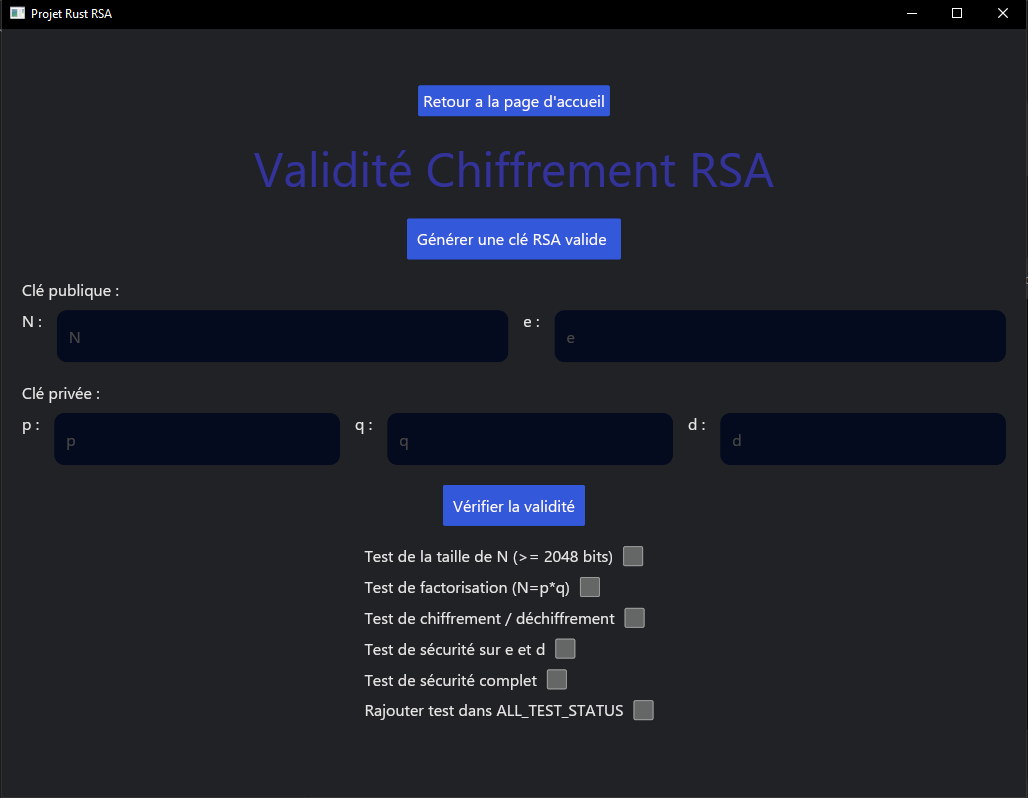 Projet Rust RSA
Retour a la page d'accueil
Validité Chiffrement RSA
Générer une clé RSA valide
Clé publique :
N : N e : e
Clé privée :
p : p q : q d : d
Vérifier la validité
Test de la taille de N (>= 2048 bits)
Test de factorisation (N=p*q)
Test de chiffrement / déchiffrement
Test de sécurité sur e et d
Test de sécurité complet
Rajouter test dans ALL_TEST_STATUS